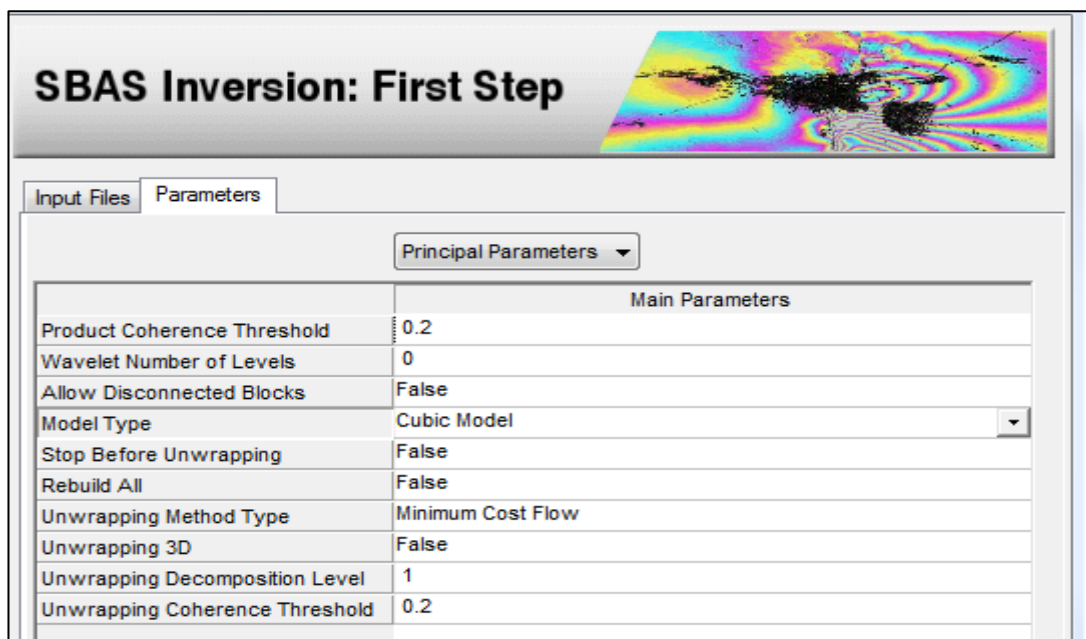 SBAS Inversion: First Step
Input Files Parameters
Principal Parameters
Main Parameters
Product Coherence Threshold 0.2
Wavelet Number of Levels 0
Allow Disconnected Blocks False
Model Type Cubic Model
Stop Before Unwrapping False
Rebuild All False
Unwrapping Method Type Minimum Cost Flow
Unwrapping 3D False
Unwrapping Decomposition Level 1
Unwrapping Coherence Threshold 0.2